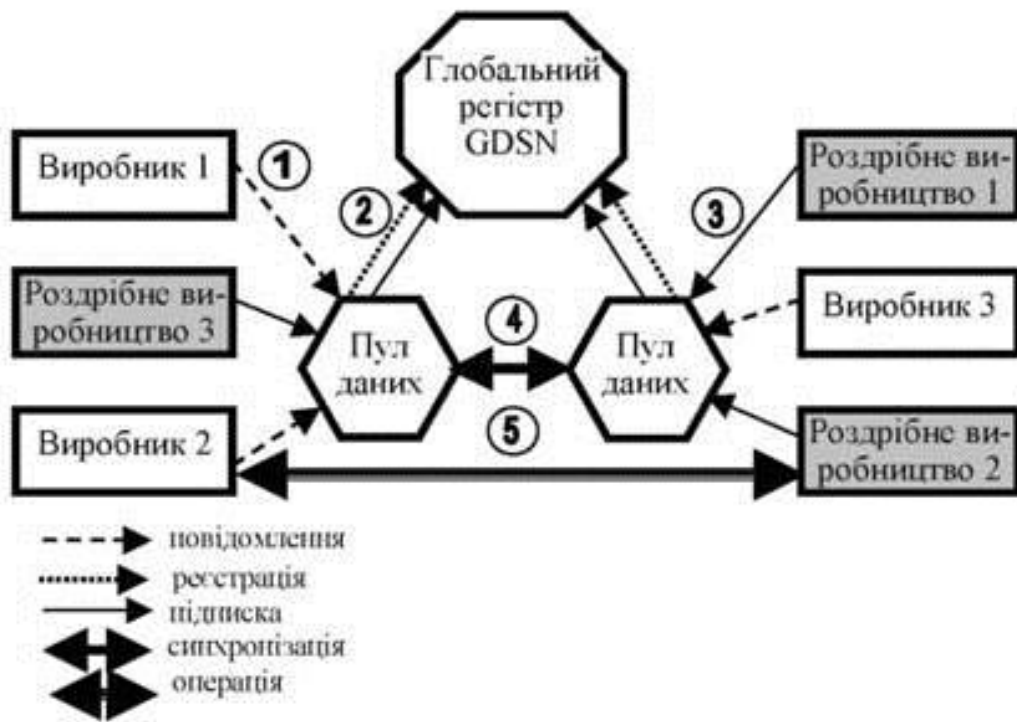 Глобальний
регістр
GDSN
Виробник 1
1
2
3
Роздрібне ви-
робництво 1
Роздрібне ви-
робництво 3
Виробник 3
4
Пул
даних
Пул
даних
Виробник 2
5
Роздрібне ви-
робництво 2
повідомлення
реєстрація
підписка
синхронізація
операція